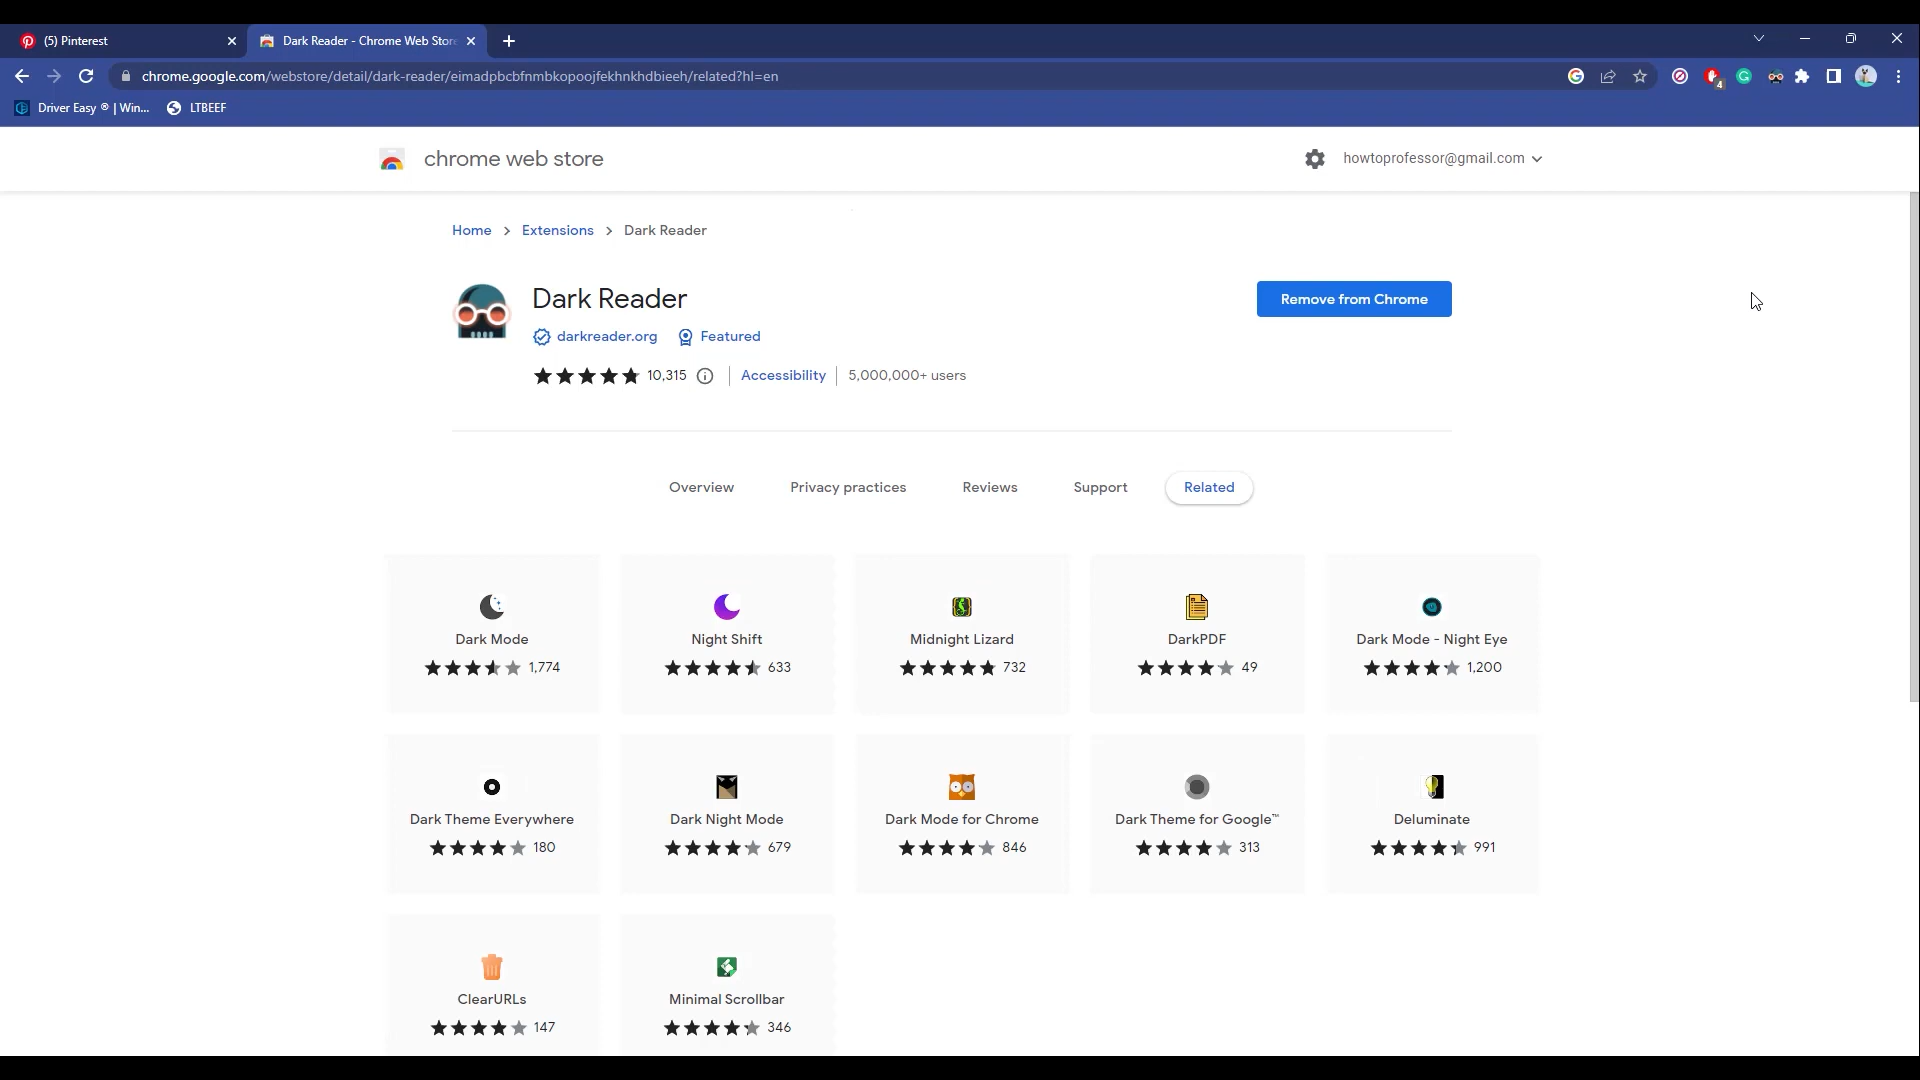 (5) Pinterest
Dark Reader - Chrome Web Store
chrome.google.com/webstore/detail/dark-reader/eimadpbcbfnmbkopoojfekhnkhdbieeh/related?hl=en
4
Driver Easy ® | Win...
LTBEEF
chrome web store
howtoprofessor@gmail.com
Home > Extensions > Dark Reader
Dark Reader
Remove from Chrome
darkreader.org Featured
10,315 Accessibility 5,000,000+ users
Overview Privacy practices Reviews Support Related
Dark Mode
1,774
Night Shift
633
Midnight Lizard
732
DarkPDF
49
Dark Mode - Night Eye
1,200
Dark Theme Everywhere
180
Dark Night Mode
679
Dark Mode for Chrome
846
Dark Theme for Google™
313
Deluminate
991
ClearURLs
147
Minimal Scrollbar
346